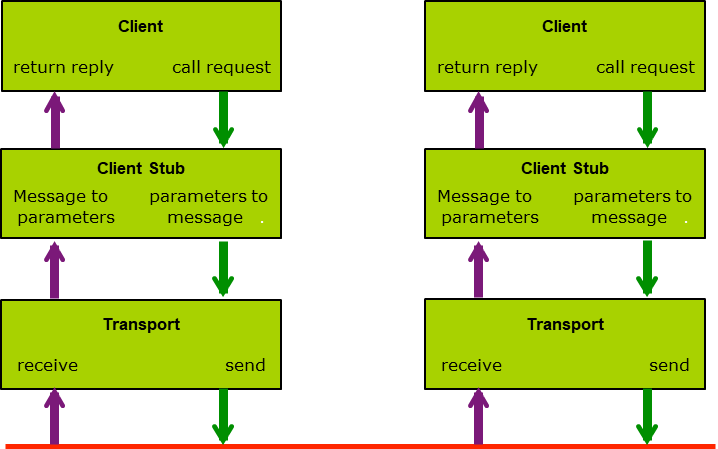 Client
return reply call request
Client Stub
Message to parameters to
parameters message .
Transport
receive send
Client
return reply call request
Client Stub
Message to parameters to
parameters message .
Transport
receive send